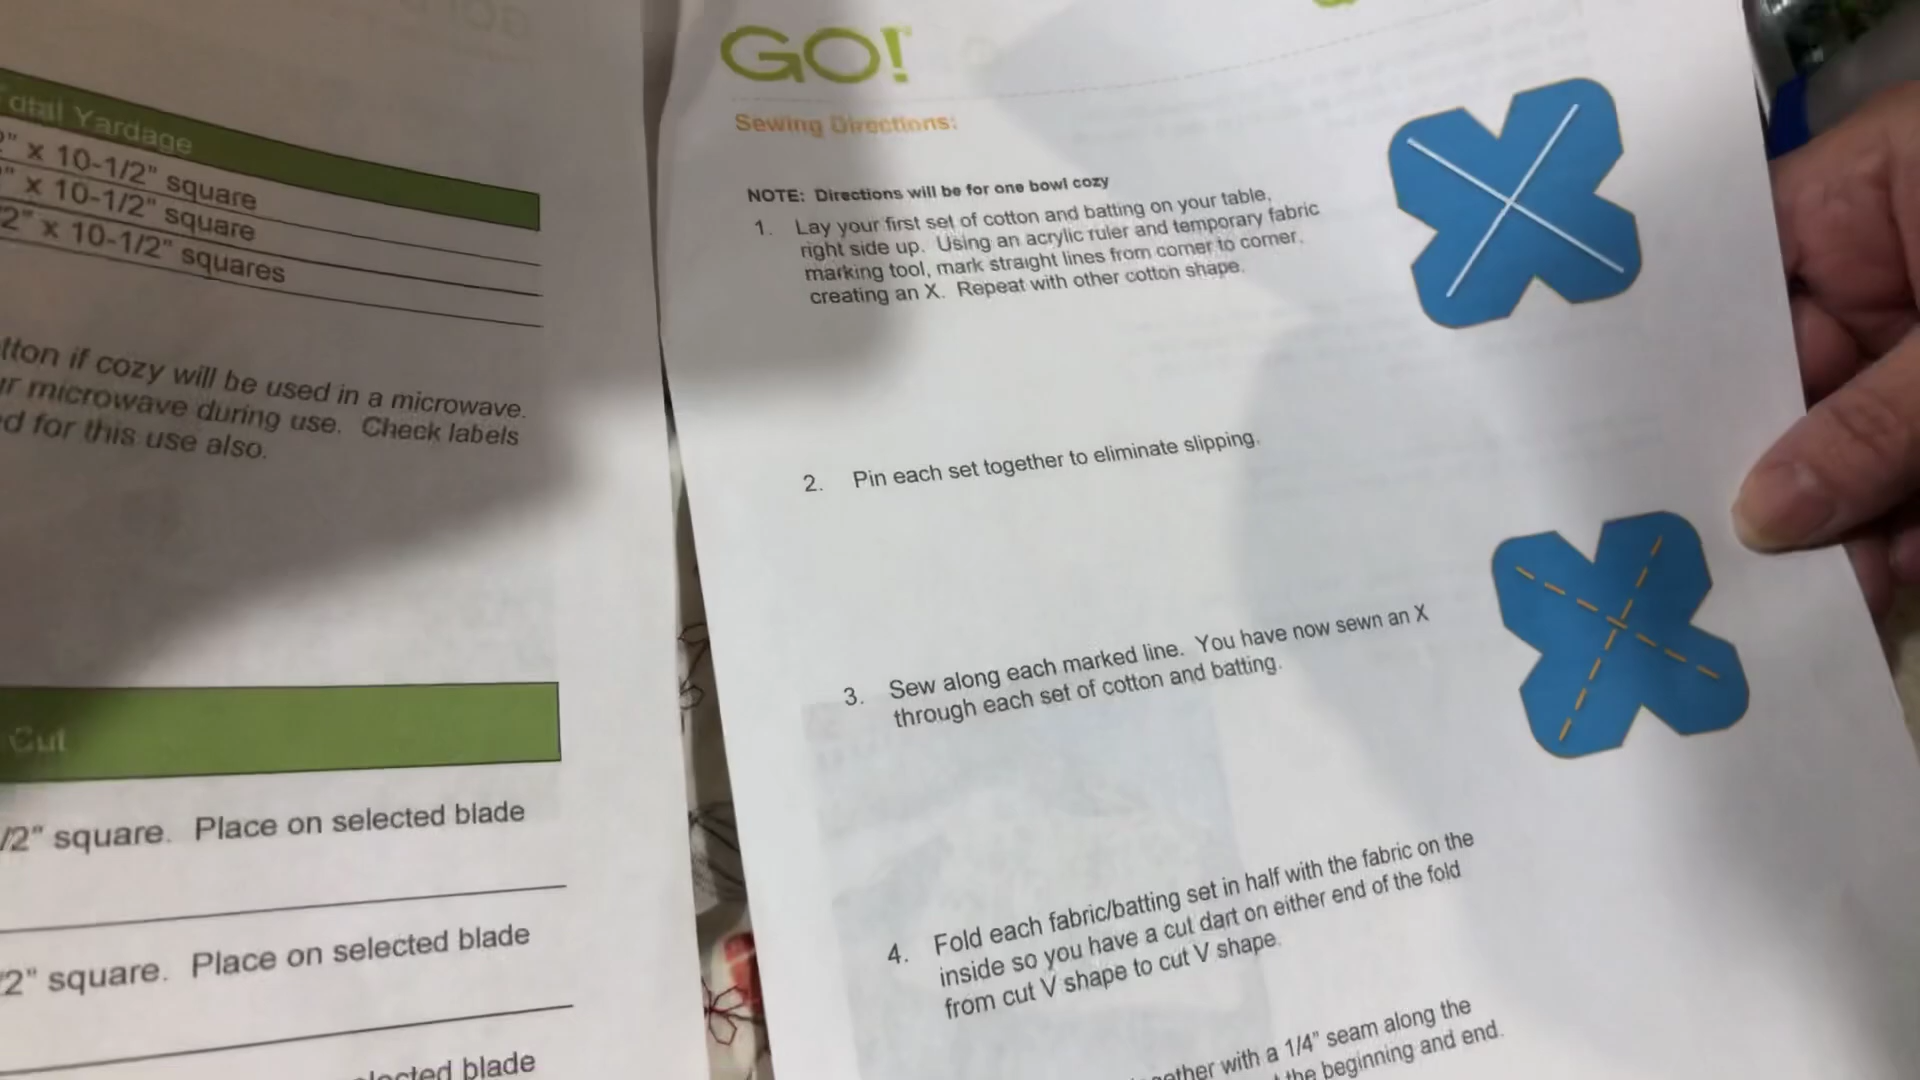 Total Yardage
2" x 10-1/2" square
" x 10-1/2" square
2" x 10-1/2" squares
tton if cozy will be used in a microwave.
ur microwave during use. Check labels
ed for this use also.
Cut
/2" square. Place on selected blade
2" square. Place on selected blade
lected blade
GO!
Sewing Directions:
NOTE: Directions will be for one bowl cozy
1. Lay your first set of cotton and batting on your table,
right side up. Using an acrylic ruler and temporary fabric
marking tool, mark straight lines from corner to corner,
creating an X. Repeat with other cotton shape.
2. Pin each set together to eliminate slipping.
3. Sew along each marked line. You have now sewn an X
through each set of cotton and batting.
4. Fold each fabric/batting set in half with the fabric on the
inside so you have a cut dart on either end of the fold
from cut V shape to cut V shape.
gether with a 1/4" seam along the
the beginning and end.